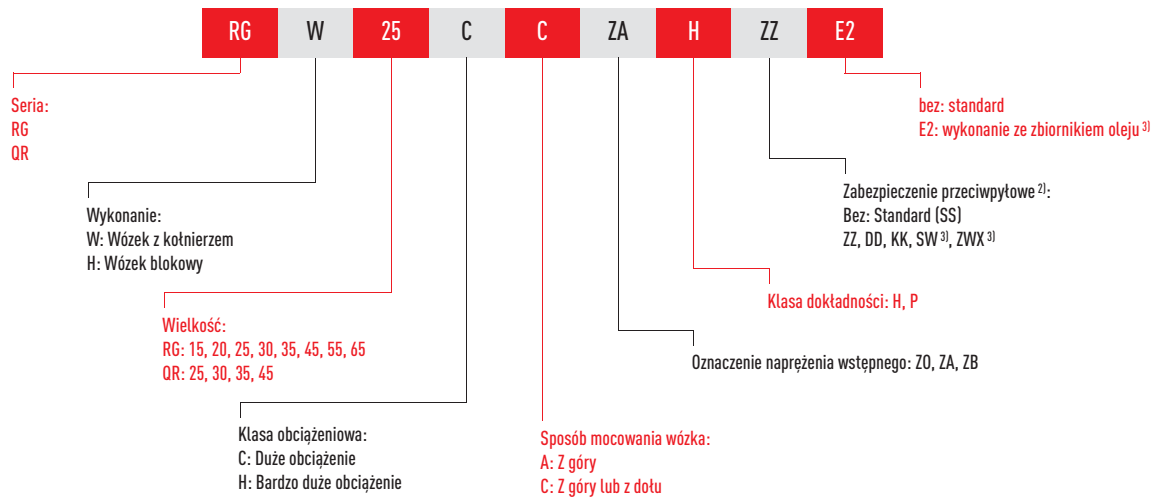 RG W 25 C C ZA H ZZ E2
Seria:
RG
QR
Wykonanie:
W: Wózek z kołnierzem
H: Wózek blokowy
Wielkość:
RG: 15, 20, 25, 30, 35, 45, 55, 65
QR: 25, 30, 35, 45
Klasa obciążeniowa:
C: Duże obciążenie
H: Bardzo duże obciążenie
Sposób mocowania wózka:
A: Z góry
C: Z góry lub z dołu
Oznaczenie naprężenia wstępnego: Z0, ZA, ZB
Klasa dokładności: H, P
Zabezpieczenie przeciwpyłowe 2):
Bez: Standard (SS)
ZZ, DD, KK, SW 3), ZWX 3)
bez: standard
E2: wykonanie ze zbiornikiem oleju 3)